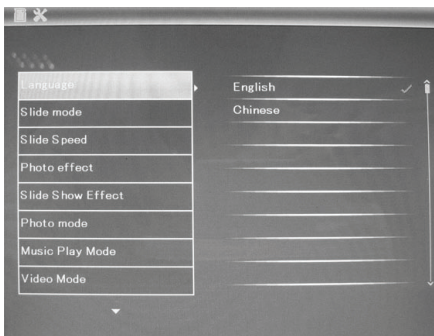 Language
Slide mode
Slide Speed
Photo effect
Slide Show Effect
Photo mode
Music Play Mode
Video Mode
English
Chinese